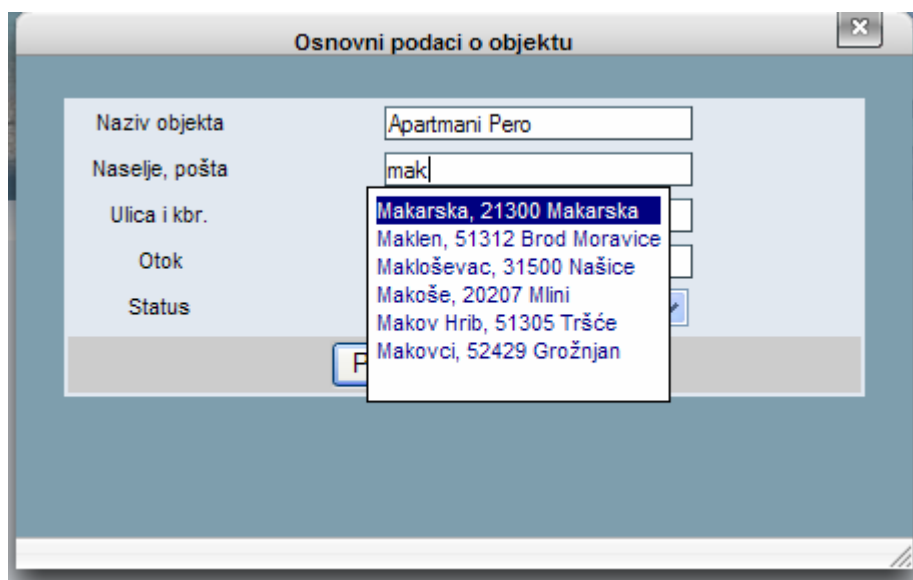 Osnovni podaci o objektu
Naziv objekta Apartmani Pero
Naselje, pošta mak
Ulica i kbr.
Otok
Status
Makarska, 21300 Makarska
Maklen, 51312 Brod Moravice
Makloševac, 31500 Našice
Makoše, 20207 Mlini
Makov Hrib, 51305 Tršće
Makovci, 52429 Grožnjan